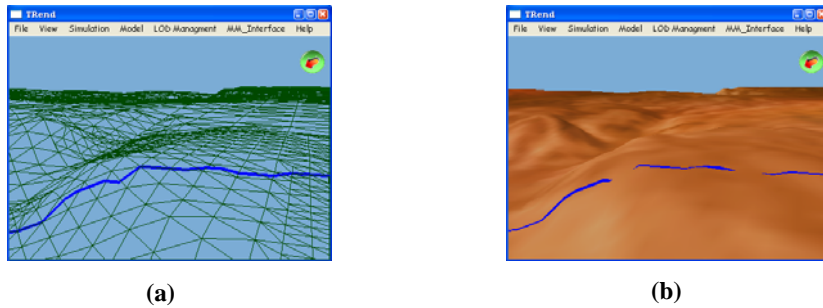 TRend
File View Simulation Model LOD Managment MM_Interface Help
(a)
TRend
File View Simulation Model LOD Managment MM_Interface Help
(b)